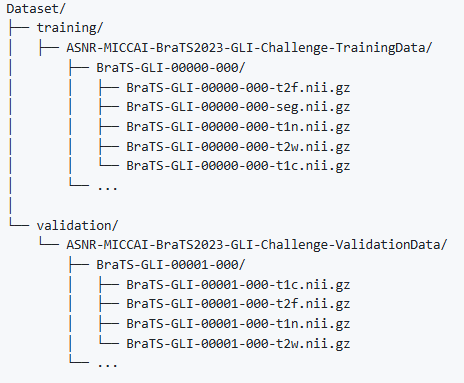 Dataset/
├── training/
│   ├── ASNR-MICCAI-BraTS2023-GLI-Challenge-TrainingData/
│   │   ├── BraTS-GLI-00000-000/
│   │   │   ├── BraTS-GLI-00000-000-t2f.nii.gz
│   │   │   ├── BraTS-GLI-00000-000-seg.nii.gz
│   │   │   ├── BraTS-GLI-00000-000-t1n.nii.gz
│   │   │   ├── BraTS-GLI-00000-000-t2w.nii.gz
│   │   │   └── BraTS-GLI-00000-000-t1c.nii.gz
│   │   └── ...
│
└── validation/
    └── ASNR-MICCAI-BraTS2023-GLI-Challenge-ValidationData/
        ├── BraTS-GLI-00001-000/
        │   ├── BraTS-GLI-00001-000-t1c.nii.gz
        │   ├── BraTS-GLI-00001-000-t2f.nii.gz
        │   ├── BraTS-GLI-00001-000-t1n.nii.gz
        │   └── BraTS-GLI-00001-000-t2w.nii.gz
        └── ...